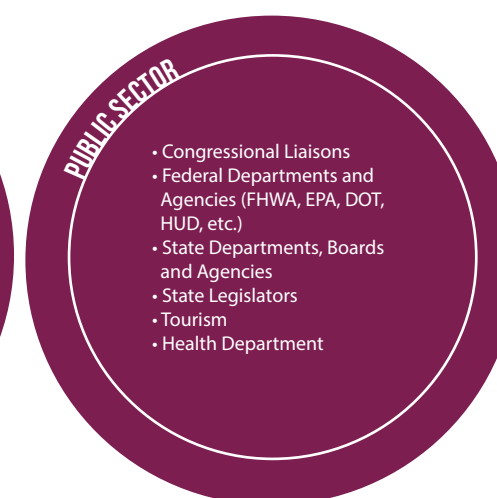 PUBLIC SECTOR
• Congressional Liaisons
• Federal Departments and
Agencies (FHWA, EPA, DOT,
HUD, etc.)
• State Departments, Boards
and Agencies
• State Legislators
• Tourism
• Health Department